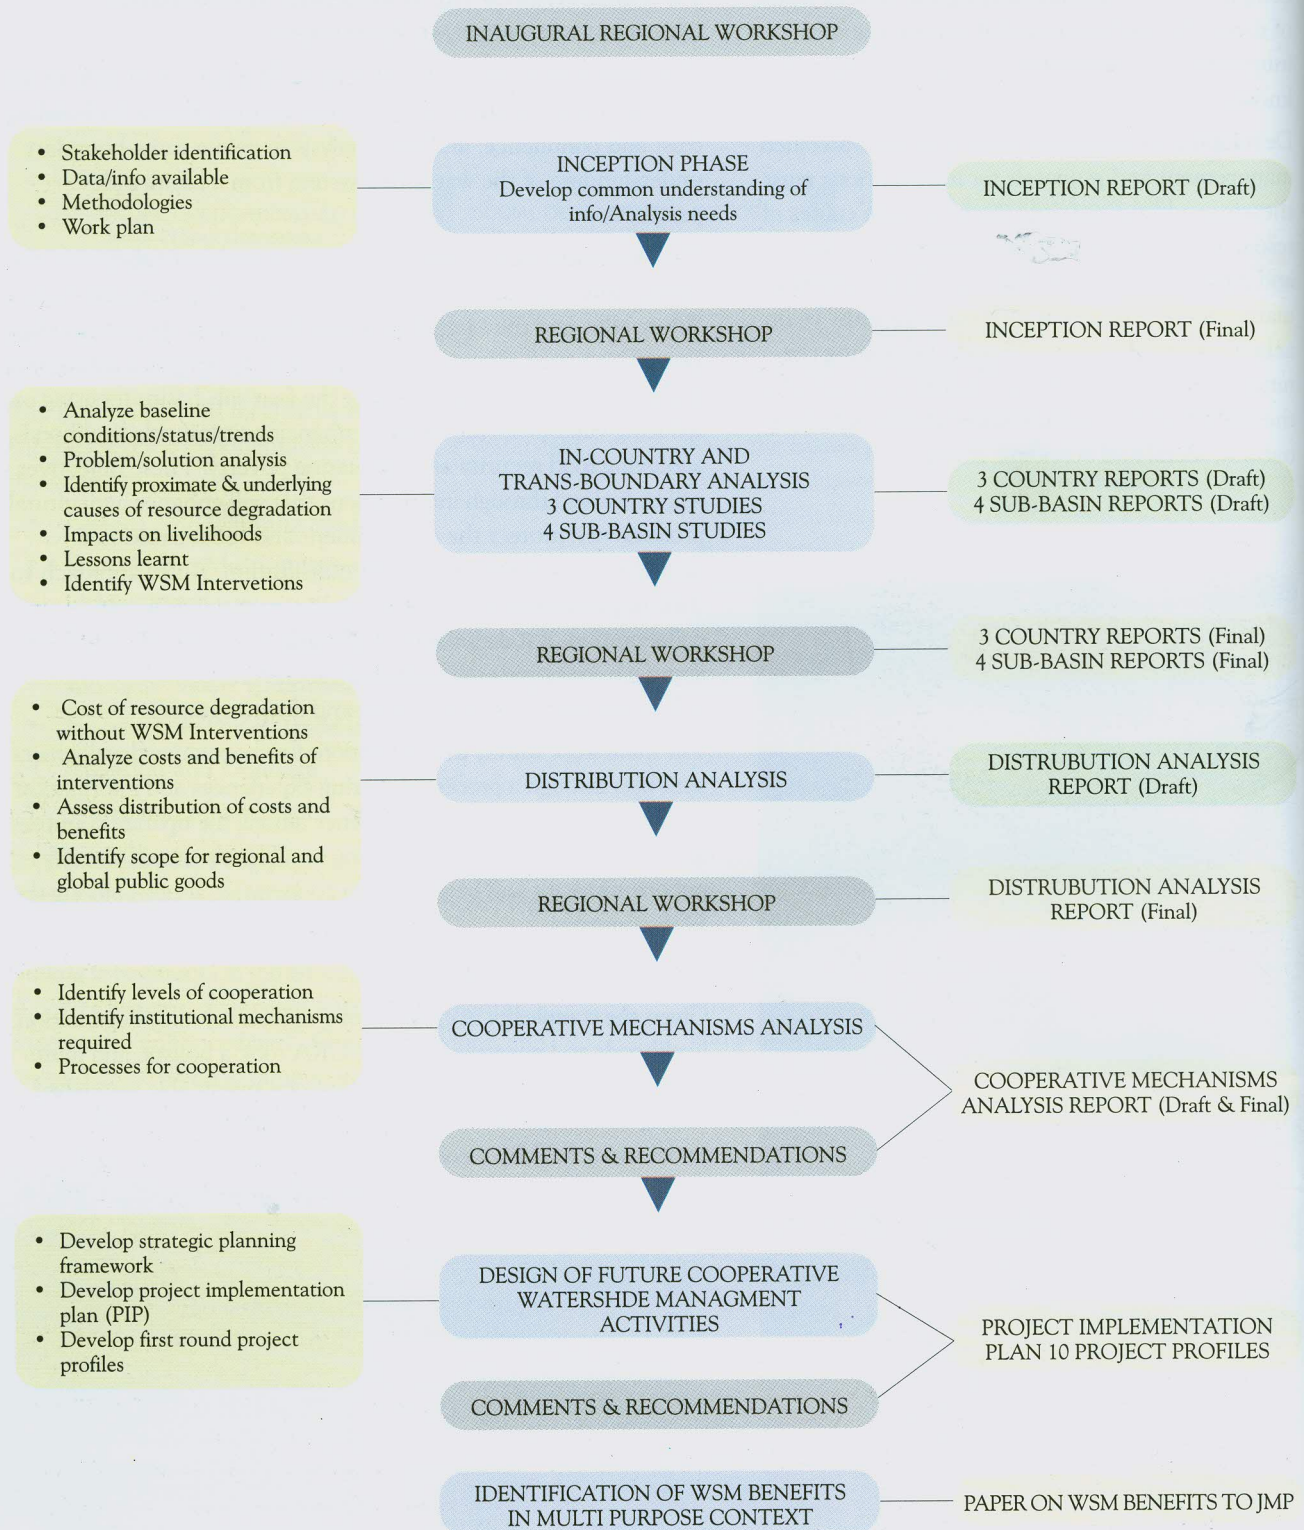 INAUGURAL REGIONAL WORKSHOP
• Stakeholder identification
• Data/info available
• Methodologies
• Work plan
INCEPTION PHASE
Develop common understanding of
info/Analysis needs
INCEPTION REPORT (Draft)
REGIONAL WORKSHOP
INCEPTION REPORT (Final)
• Analyze baseline
conditions/status/trends
• Problem/solution analysis
• Identify proximate & underlying
causes of resource degradation
• Impacts on livelihoods
• Lessons learnt
• Identify WSM Intervetions
IN-COUNTRY AND
TRANS-BOUNDARY ANALYSIS
3 COUNTRY STUDIES
4 SUB-BASIN STUDIES
3 COUNTRY REPORTS (Draft)
4 SUB-BASIN REPORTS (Draft)
REGIONAL WORKSHOP
3 COUNTRY REPORTS (Final)
4 SUB-BASIN REPORTS (Final)
• Cost of resource degradation
without WSM Interventions
• Analyze costs and benefits of
interventions
• Assess distribution of costs and
benefits
• Identify scope for regional and
global public goods
DISTRIBUTION ANALYSIS
DISTRUBUTION ANALYSIS
REPORT (Draft)
REGIONAL WORKSHOP
DISTRUBUTION ANALYSIS
REPORT (Final)
• Identify levels of cooperation
• Identify institutional mechanisms
required
• Processes for cooperation
COOPERATIVE MECHANISMS ANALYSIS
COOPERATIVE MECHANISMS
ANALYSIS REPORT (Draft & Final)
COMMENTS & RECOMMENDATIONS
• Develop strategic planning
framework
• Develop project implementation
plan (PIP)
• Develop first round project
profiles
DESIGN OF FUTURE COOPERATIVE
WATERSHDE MANAGMENT
ACTIVITIES
PROJECT IMPLEMENTATION
PLAN 10 PROJECT PROFILES
COMMENTS & RECOMMENDATIONS
IDENTIFICATION OF WSM BENEFITS
IN MULTI PURPOSE CONTEXT
PAPER ON WSM BENEFITS TO JMP